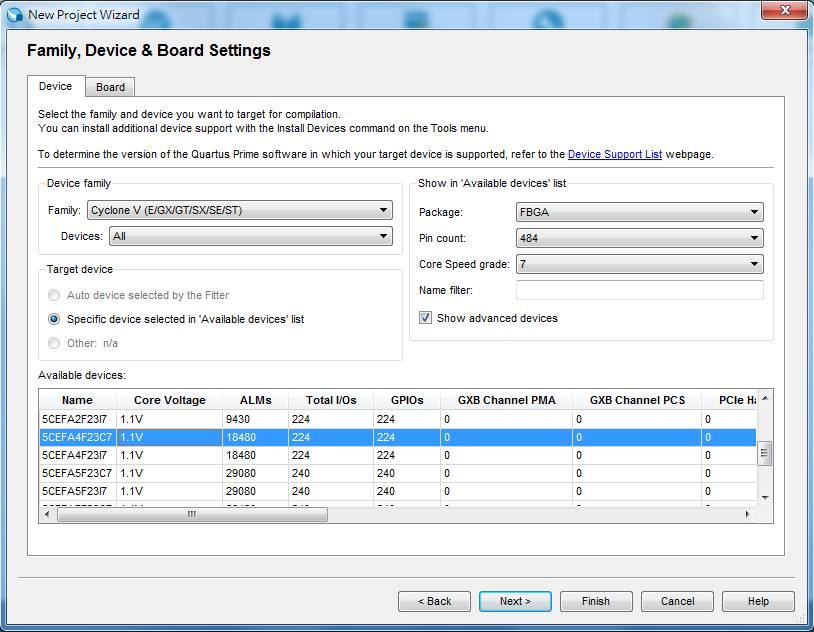 New Project Wizard
Family, Device & Board Settings
Device Board
Select the family and device you want to target for compilation.
You can install additional device support with the Install Devices command on the Tools menu.
To determine the version of the Quartus Prime software in which your target device is supported, refer to the Device Support List webpage.
Device family
Family: Cyclone V (E/GX/GT/SX/SE/ST)
Devices: All
Target device
Auto device selected by the Fitter
Specific device selected in 'Available devices' list
Other: n/a
Show in 'Available devices' list
Package: FBGA
Pin count: 484
Core Speed grade: 7
Name filter:
Show advanced devices
Available devices:
Name Core Voltage ALMs Total I/Os GPIOs GXB Channel PMA GXB Channel PCS PCIe
5CEFA2F23I7 1.1V 9430 224 224 0 0 0
5CEFA4F23C7 1.1V 18480 224 224 0 0 0
5CEFA4F23I7 1.1V 18480 224 224 0 0 0
5CEFA5F23C7 1.1V 29080 240 240 0 0 0
5CEFA5F23I7 1.1V 29080 240 240 0 0 0
< Back Next > Finish Cancel Help